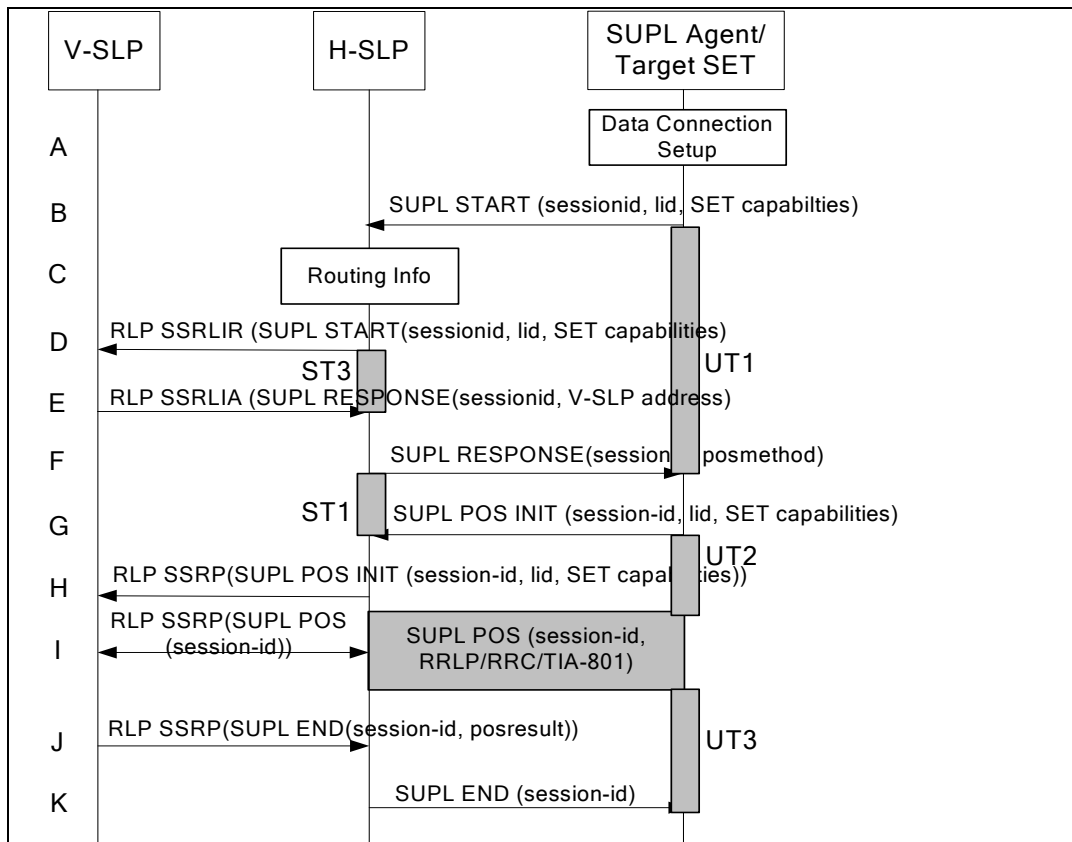 V-SLP
H-SLP
SUPL Agent/
Target SET
A
Data Connection
Setup
B
SUPL START (sessionid, lid, SET capabilties)
C
Routing Info
D
RLP SSRLIR (SUPL START(sessionid, lid, SET capabilities)
ST3
UT1
E
RLP SSRLIA (SUPL RESPONSE(sessionid, V-SLP address)
F
SUPL RESPONSE(session posmethod)
ST1
G
SUPL POS INIT (session-id, lid, SET capabilities)
UT2
H
RLP SSRP(SUPL POS INIT (session-id, lid, SET capabilities))
I
RLP SSRP(SUPL POS
(session-id))
SUPL POS (session-id,
RRLP/RRC/TIA-801)
J
RLP SSRP(SUPL END(session-id, posresult))
UT3
K
SUPL END (session-id)